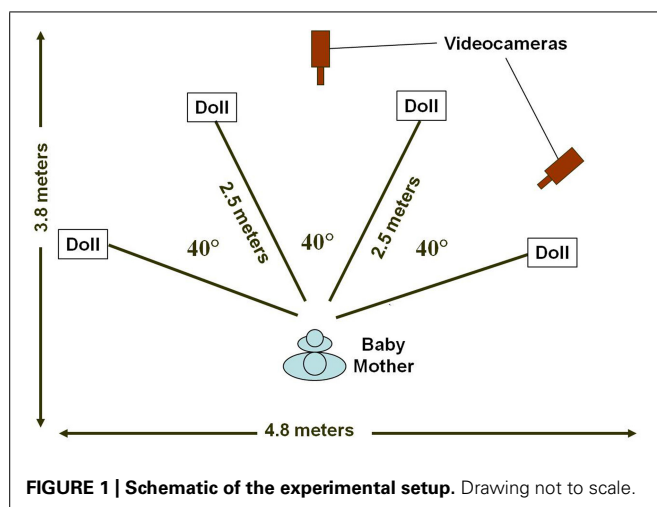 Videocameras
Doll
Doll
3.8 meters
2.5 meters
2.5 meters
Doll
40°
40°
40°
Doll
Baby
Mother
4.8 meters
FIGURE 1 | Schematic of the experimental setup. Drawing not to scale.